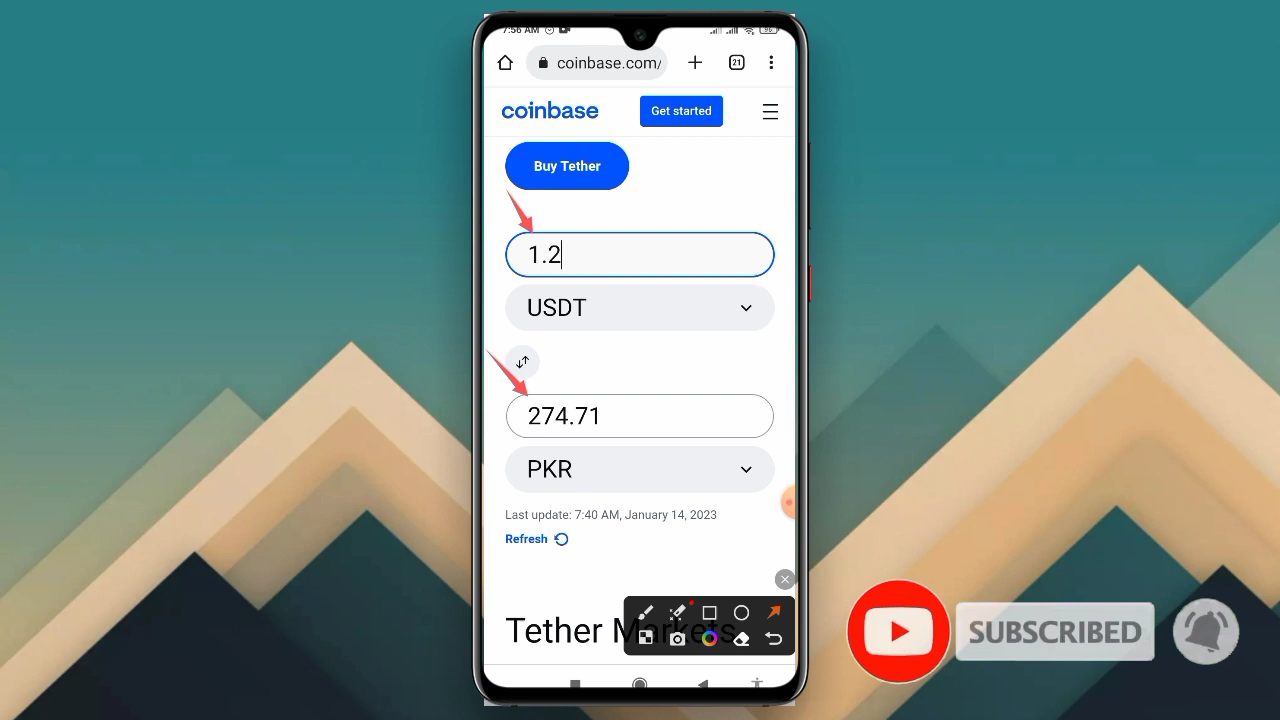 7:56 AM
coinbase.com/
21
coinbase
Get started
Buy Tether
1.2
USDT
274.71
PKR
Last update: 7:40 AM, January 14, 2023
Refresh
Tether Markets
SUBSCRIBED